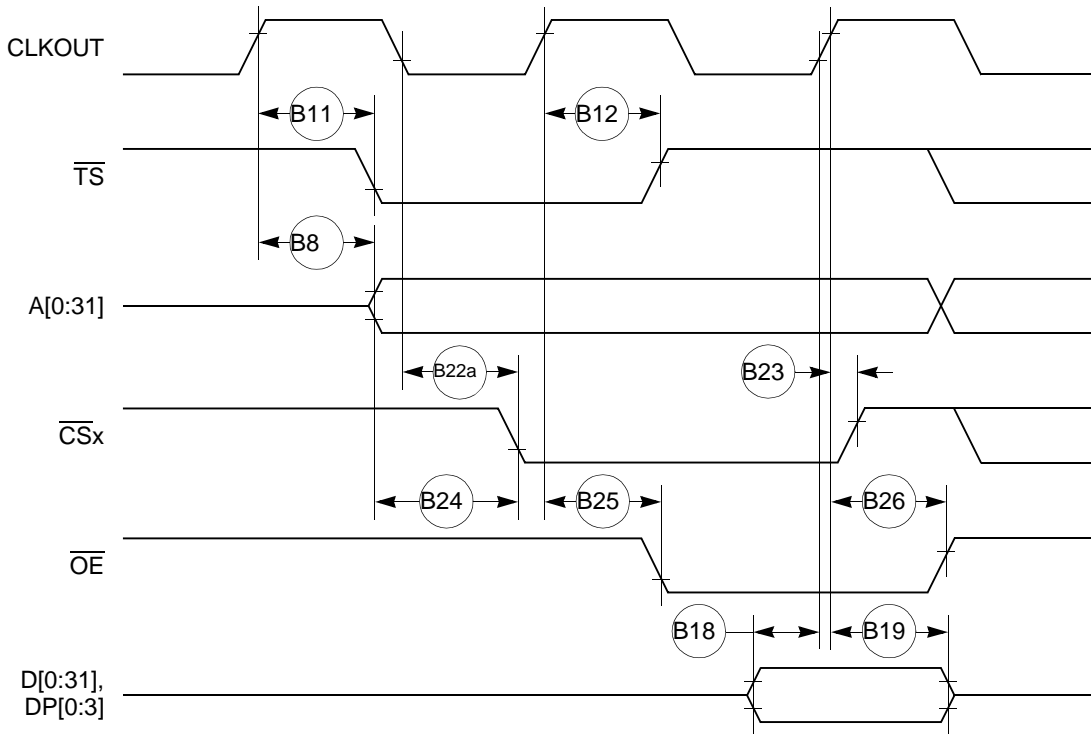 CLKOUT
B11
B12
TS
B8
A[0:31]
B22a
B23
CSx
B24
B25
B26
OE
B18
B19
D[0:31],
DP[0:3]